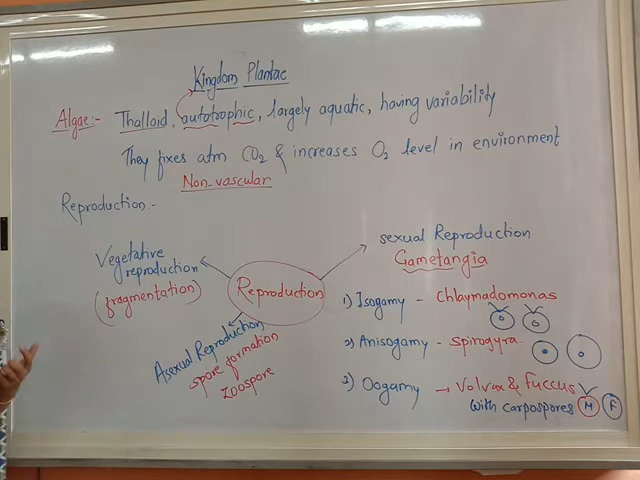 Kingdom Plantae
Algae:- Thalloid, autotrophic, largely aquatic, having variability
They fixes atm CO2 & increases O2 level in environment
Non-vascular
Reproduction:-
Vegetative
reproduction
(fragmentation)
Reproduction
Asexual Reproduction
spore formation
zoospore
sexual Reproduction
Gametangia
1) Isogamy - Chlaymadomonas
2) Anisogamy - spirogyra.
3) Oogamy → Volvax & Fuccus
with carpospores M F